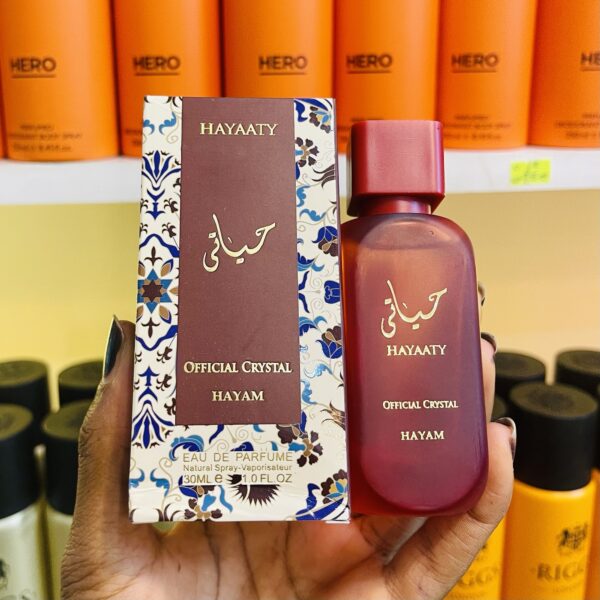 HERO
HERO
HERO
HERO
HERO
HERO
HAYAATY
حياتي
OFFICIAL CRYSTAL
HAYAM
EAU DE PARFUME
Natural Spray-Vaporisateur
30ML e 1.0 FL OZ
حياتي
HAYAATY
OFFICIAL CRYSTAL
HAYAM
RIGGS